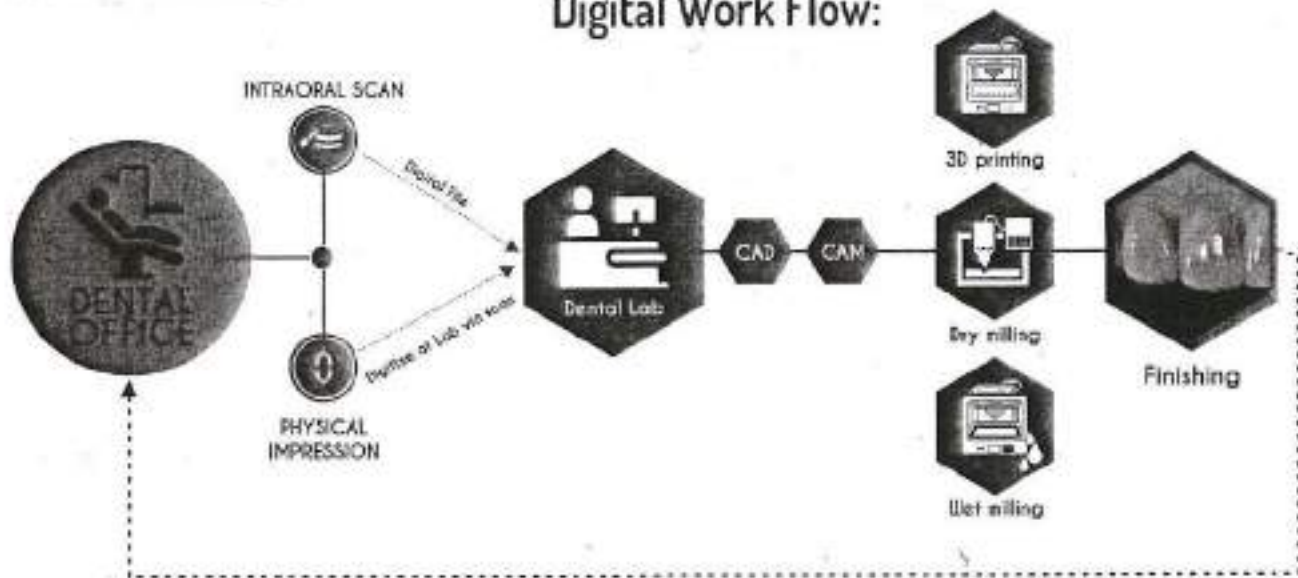 Digital Work Flow:
INTRAORAL SCAN
Digital File
DENTAL
OFFICE
Digitise at Lab via scan
PHYSICAL
IMPRESSION
Dental Lab
CAD
CAM
3D printing
Dry milling
Wet milling
Finishing